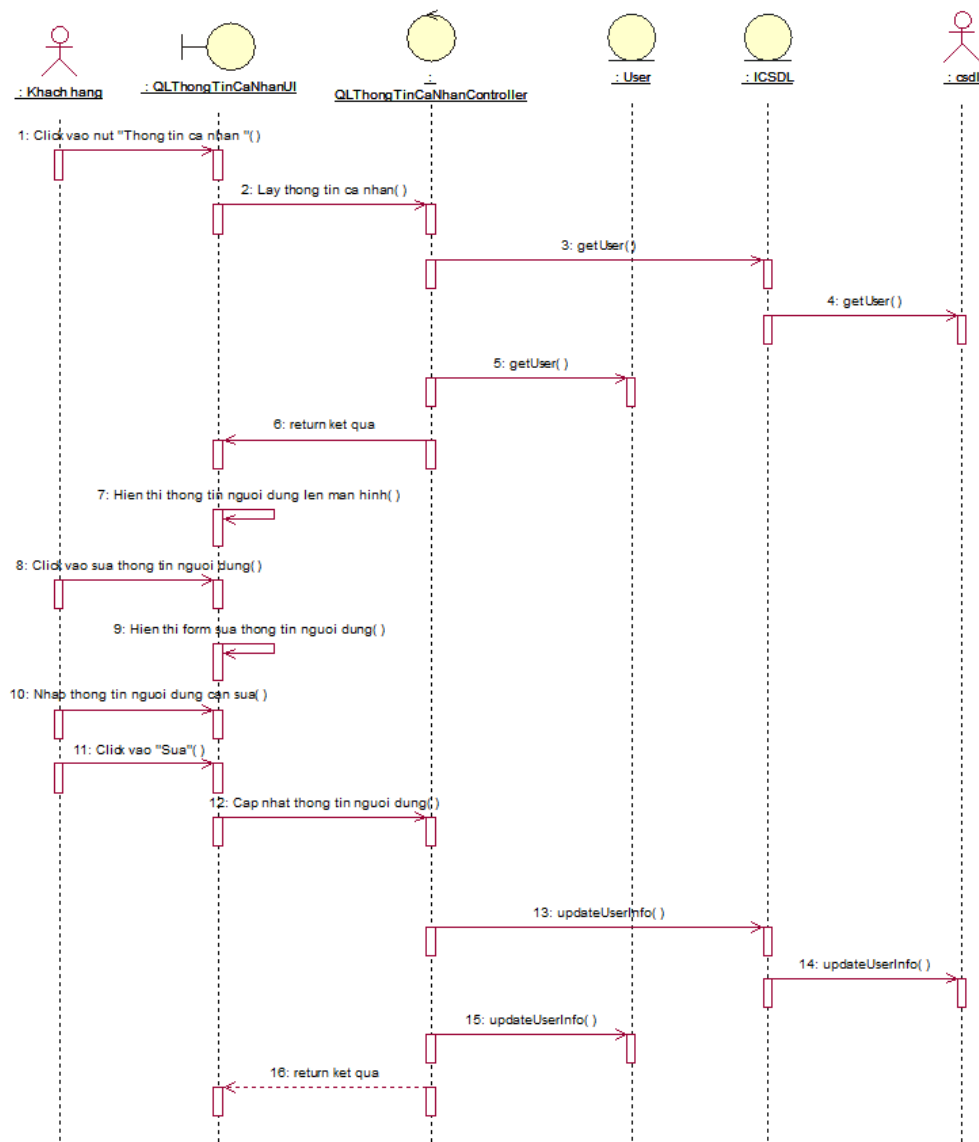 : Khach hang
: QLThongTinCaNhanUI
:
QLThongTinCaNhanController
: User
: ICSDL
: csdl
1: Click vao nut "Thong tin ca nhan "( )
2: Lay thong tin ca nhan( )
3: getUser( )
4: getUser( )
5: getUser( )
6: return ket qua
7: Hien thi thong tin nguoi dung len man hinh( )
8: Click vao sua thong tin nguoi dung( )
9: Hien thi form sua thong tin nguoi dung( )
10: Nhap thong tin nguoi dung can sua( )
11: Click vao "Sua"( )
12: Cap nhat thong tin nguoi dung( )
13: updateUserInfo( )
14: updateUserInfo( )
15: updateUserInfo( )
16: return ket qua